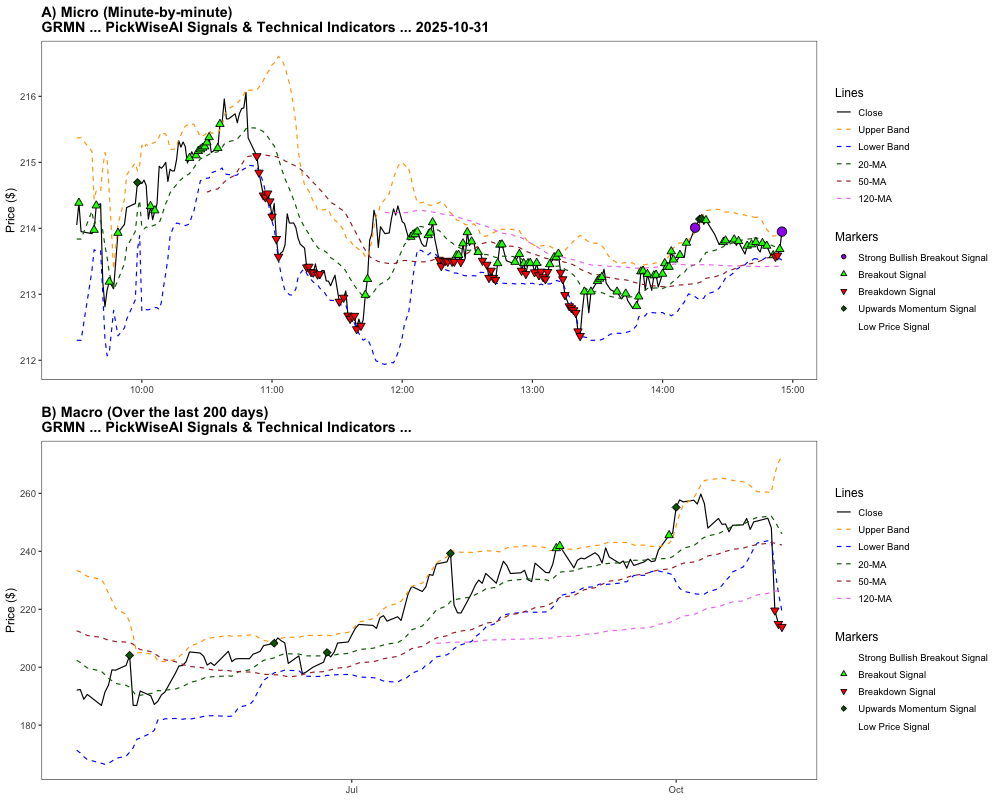 A) Micro (Minute-by-minute)
GRMN ... PickWiseAI Signals & Technical Indicators ... 2025-10-31
Price ($)
216
215
214
213
212
10:00
11:00
12:00
13:00
14:00
15:00
Lines
Close
Upper Band
Lower Band
20-MA
50-MA
120-MA
Markers
Strong Bullish Breakout Signal
Breakout Signal
Breakdown Signal
Upwards Momentum Signal
Low Price Signal
B) Macro (Over the last 200 days)
GRMN ... PickWiseAI Signals & Technical Indicators ...
Price ($)
260
240
220
200
180
Jul
Oct
Lines
Close
Upper Band
Lower Band
20-MA
50-MA
120-MA
Markers
Strong Bullish Breakout Signal
Breakout Signal
Breakdown Signal
Upwards Momentum Signal
Low Price Signal